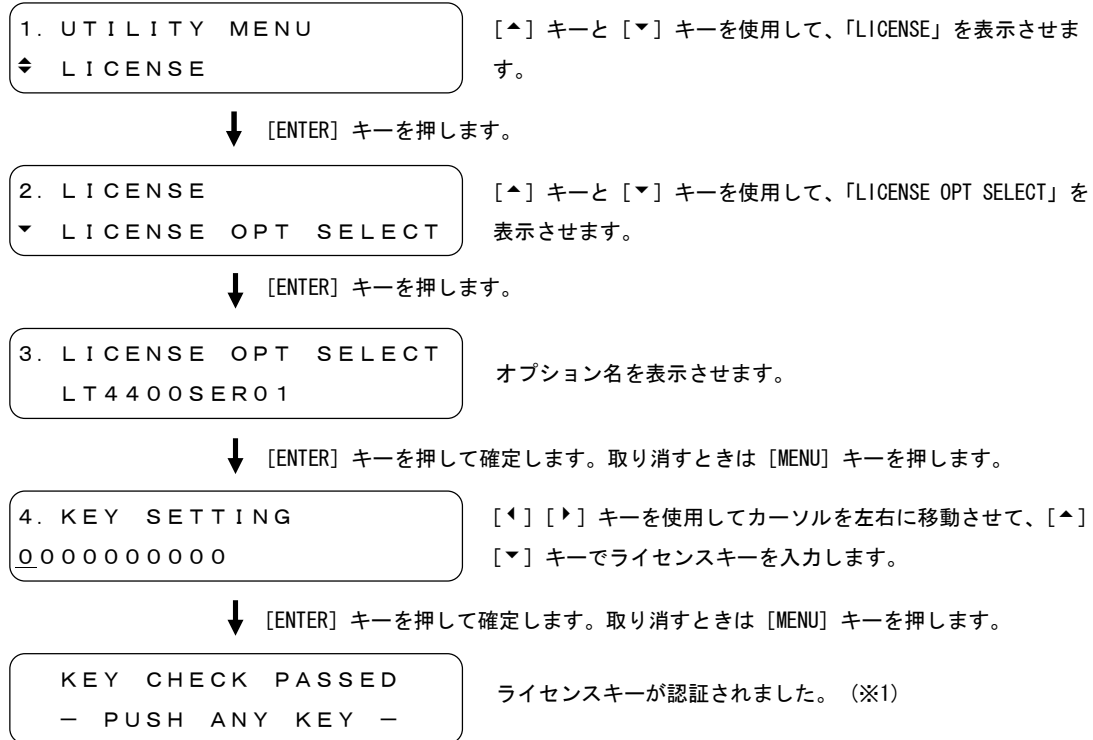 1. UTILITY MENU
◆ LICENSE
[▲] キーと [▼] キーを使用して、「LICENSE」を表示させま
す。
[ENTER] キーを押します。
2. LICENSE
▼ LICENSE OPT SELECT
[▲] キーと [▼] キーを使用して、「LICENSE OPT SELECT」を
表示させます。
[ENTER] キーを押します。
3. LICENSE OPT SELECT
LT4400SER01
オプション名を表示させます。
[ENTER] キーを押して確定します。取り消すときは [MENU] キーを押します。
4. KEY SETTING
0000000000
[◀] [▶] キーを使用してカーソルを左右に移動させて、[▲]
[▼] キーでライセンスキーを入力します。
[ENTER] キーを押して確定します。取り消すときは [MENU] キーを押します。
KEY CHECK PASSED
− PUSH ANY KEY −
ライセンスキーが認証されました。 (※1)